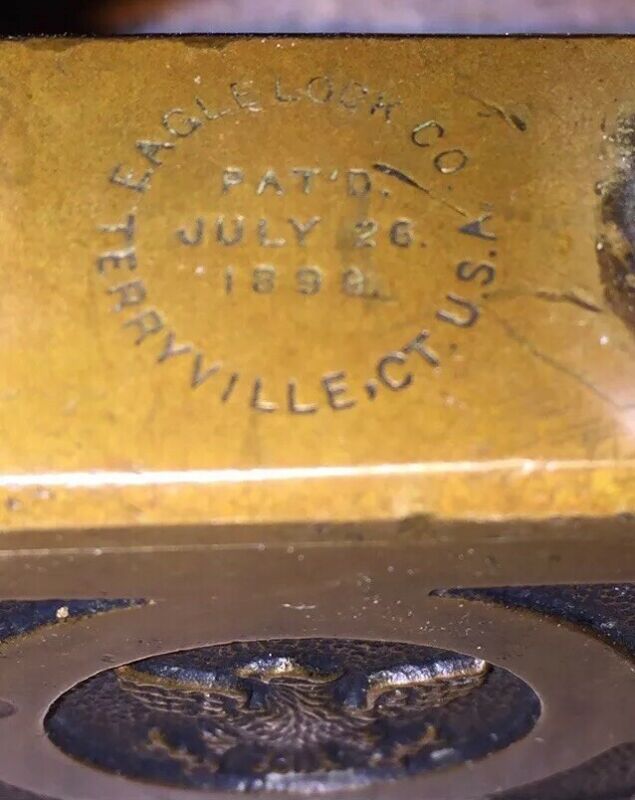 EAGLE LOCK CO.
PAT'D.
JULY 26.
1898.
TERRYVILLE, CT. U.S.A.